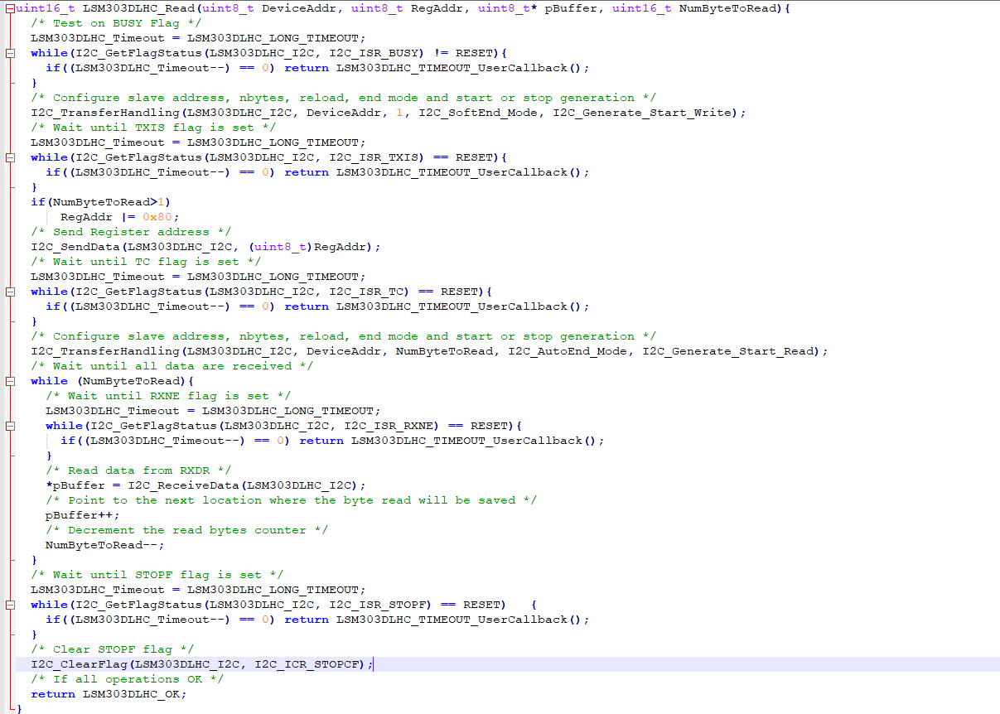 uint16_t LSM303DLHC_Read(uint8_t DeviceAddr, uint8_t RegAddr, uint8_t* pBuffer, uint16_t NumByteToRead){
  /* Test on BUSY Flag */
  LSM303DLHC_Timeout = LSM303DLHC_LONG_TIMEOUT;
  while(I2C_GetFlagStatus(LSM303DLHC_I2C, I2C_ISR_BUSY) != RESET){
    if((LSM303DLHC_Timeout--) == 0) return LSM303DLHC_TIMEOUT_UserCallback();
  }
  /* Configure slave address, nbytes, reload, end mode and start or stop generation */
  I2C_TransferHandling(LSM303DLHC_I2C, DeviceAddr, 1, I2C_SoftEnd_Mode, I2C_Generate_Start_Write);
  /* Wait until TXIS flag is set */
  LSM303DLHC_Timeout = LSM303DLHC_LONG_TIMEOUT;
  while(I2C_GetFlagStatus(LSM303DLHC_I2C, I2C_ISR_TXIS) == RESET){
    if((LSM303DLHC_Timeout--) == 0) return LSM303DLHC_TIMEOUT_UserCallback();
  }
  if(NumByteToRead>1)
      RegAddr |= 0x80;
  /* Send Register address */
  I2C_SendData(LSM303DLHC_I2C, (uint8_t)RegAddr);
  /* Wait until TC flag is set */
  LSM303DLHC_Timeout = LSM303DLHC_LONG_TIMEOUT;
  while(I2C_GetFlagStatus(LSM303DLHC_I2C, I2C_ISR_TC) == RESET){
    if((LSM303DLHC_Timeout--) == 0) return LSM303DLHC_TIMEOUT_UserCallback();
  }
  /* Configure slave address, nbytes, reload, end mode and start or stop generation */
  I2C_TransferHandling(LSM303DLHC_I2C, DeviceAddr, NumByteToRead, I2C_AutoEnd_Mode, I2C_Generate_Start_Read);
  /* Wait until all data are received */
  while (NumByteToRead){
    /* Wait until RXNE flag is set */
    LSM303DLHC_Timeout = LSM303DLHC_LONG_TIMEOUT;
    while(I2C_GetFlagStatus(LSM303DLHC_I2C, I2C_ISR_RXNE) == RESET){
      if((LSM303DLHC_Timeout--) == 0) return LSM303DLHC_TIMEOUT_UserCallback();
    }
    /* Read data from RXDR */
    *pBuffer = I2C_ReceiveData(LSM303DLHC_I2C);
    /* Point to the next location where the byte read will be saved */
    pBuffer++;
    /* Decrement the read bytes counter */
    NumByteToRead--;
  }
  /* Wait until STOPF flag is set */
  LSM303DLHC_Timeout = LSM303DLHC_LONG_TIMEOUT;
  while(I2C_GetFlagStatus(LSM303DLHC_I2C, I2C_ISR_STOPF) == RESET)   {
    if((LSM303DLHC_Timeout--) == 0) return LSM303DLHC_TIMEOUT_UserCallback();
  }
  /* Clear STOPF flag */
  I2C_ClearFlag(LSM303DLHC_I2C, I2C_ICR_STOPCF);
  /* If all operations OK */
  return LSM303DLHC_OK;
}